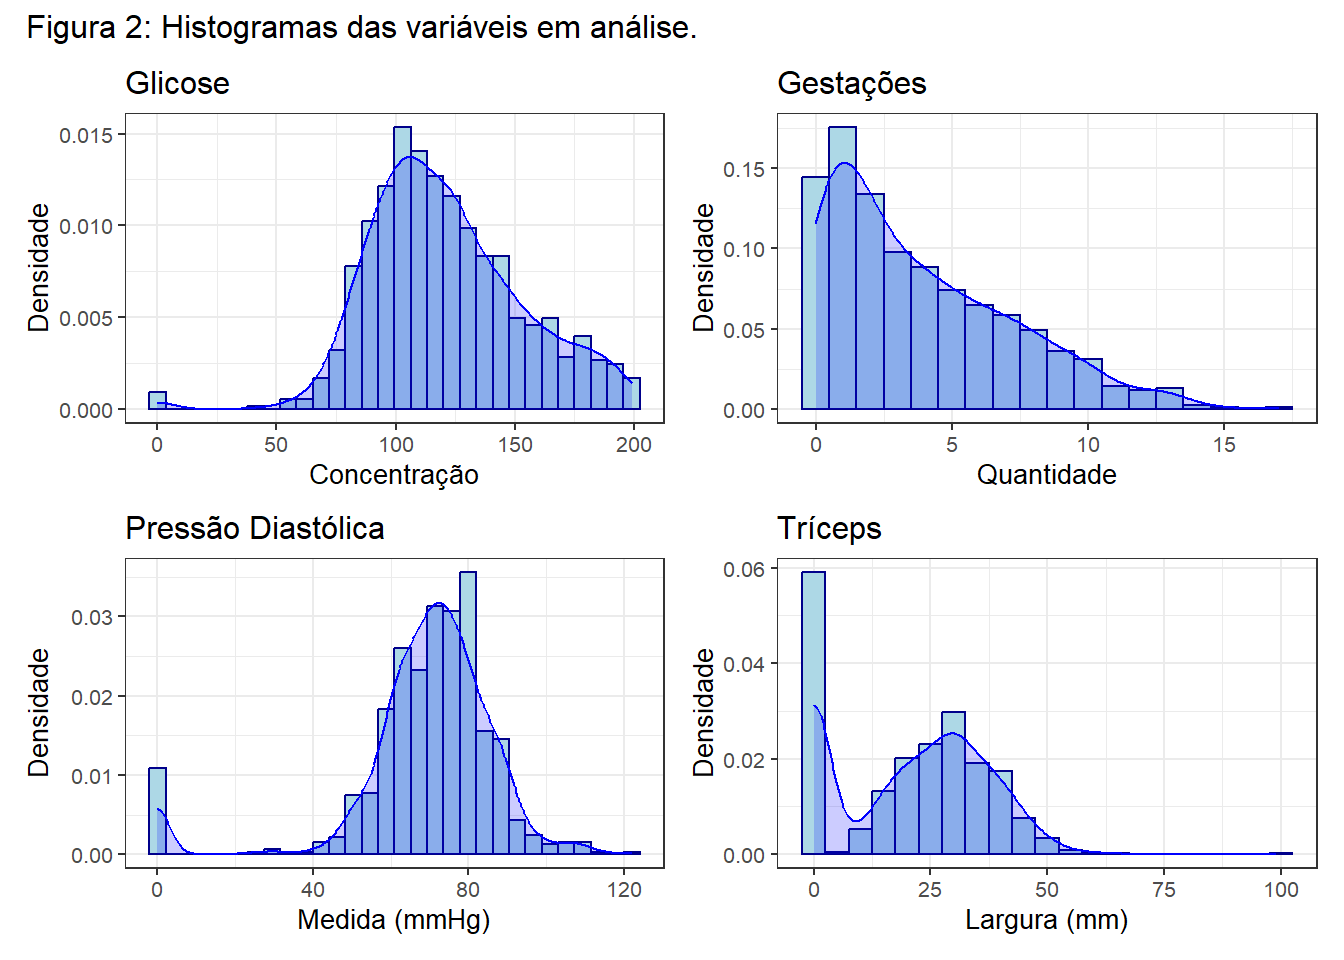 Figura 2: Histogramas das variáveis em análise.
Glicose
Densidade
0.015
0.010
0.005
0.000
0 50 100 150 200
Concentração
Gestações
Densidade
0.15
0.10
0.05
0.00
0 5 10 15
Quantidade
Pressão Diastólica
Densidade
0.03
0.02
0.01
0.00
0 40 80 120
Medida (mmHg)
Tríceps
Densidade
0.06
0.04
0.02
0.00
0 25 50 75 100
Largura (mm)